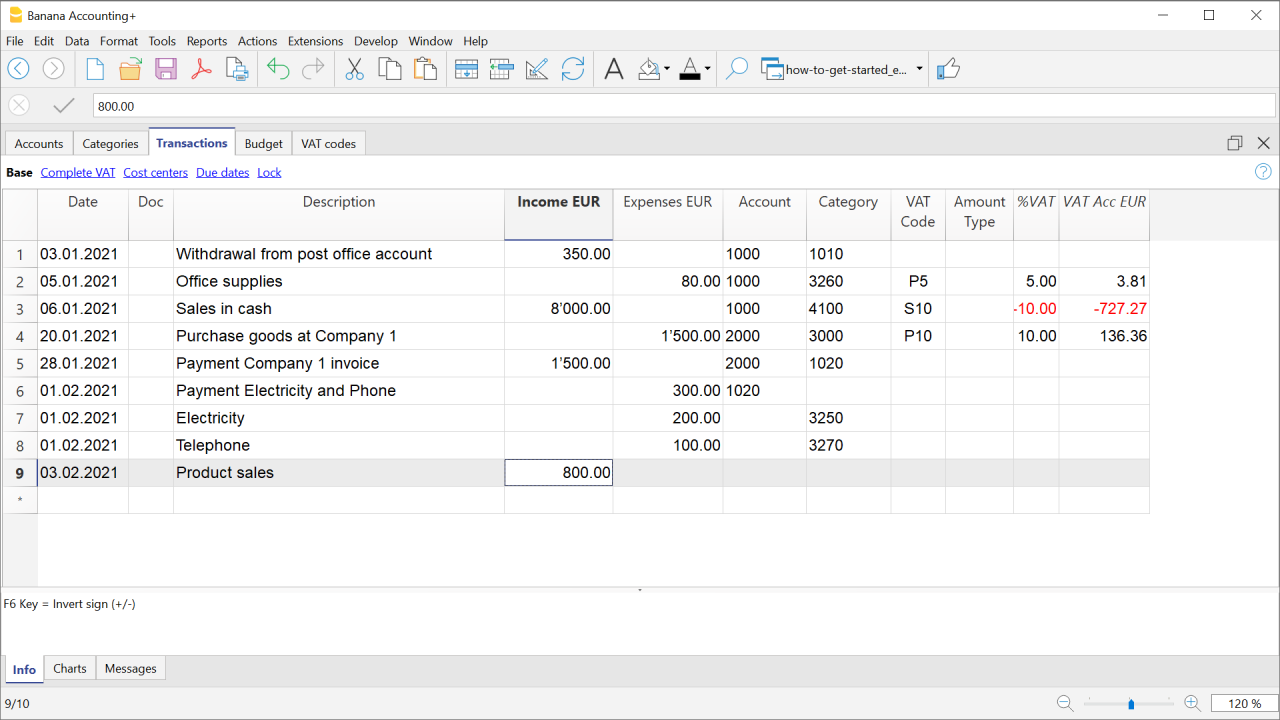 Banana Accounting+
File Edit Data Format Tools Reports Actions Extensions Develop Window Help
how-to-get-started_e...
800.00
Accounts Categories Transactions Budget VAT codes
Base Complete VAT Cost centers Due dates Lock
Date Doc Description Income EUR Expenses EUR Account Category VAT Code Amount Type %VAT VAT Acc EUR
1 03.01.2021 Withdrawal from post office account 350.00 1000 1010
2 05.01.2021 Office supplies 80.00 1000 3260 P5 5.00 3.81
3 06.01.2021 Sales in cash 8’000.00 1000 4100 S10 -10.00 -727.27
4 20.01.2021 Purchase goods at Company 1 1’500.00 2000 3000 P10 10.00 136.36
5 28.01.2021 Payment Company 1 invoice 1’500.00 2000 1020
6 01.02.2021 Payment Electricity and Phone 300.00 1020
7 01.02.2021 Electricity 200.00 3250
8 01.02.2021 Telephone 100.00 3270
9 03.02.2021 Product sales 800.00
*
F6 Key = Invert sign (+/-)
Info Charts Messages
9/10 120 %